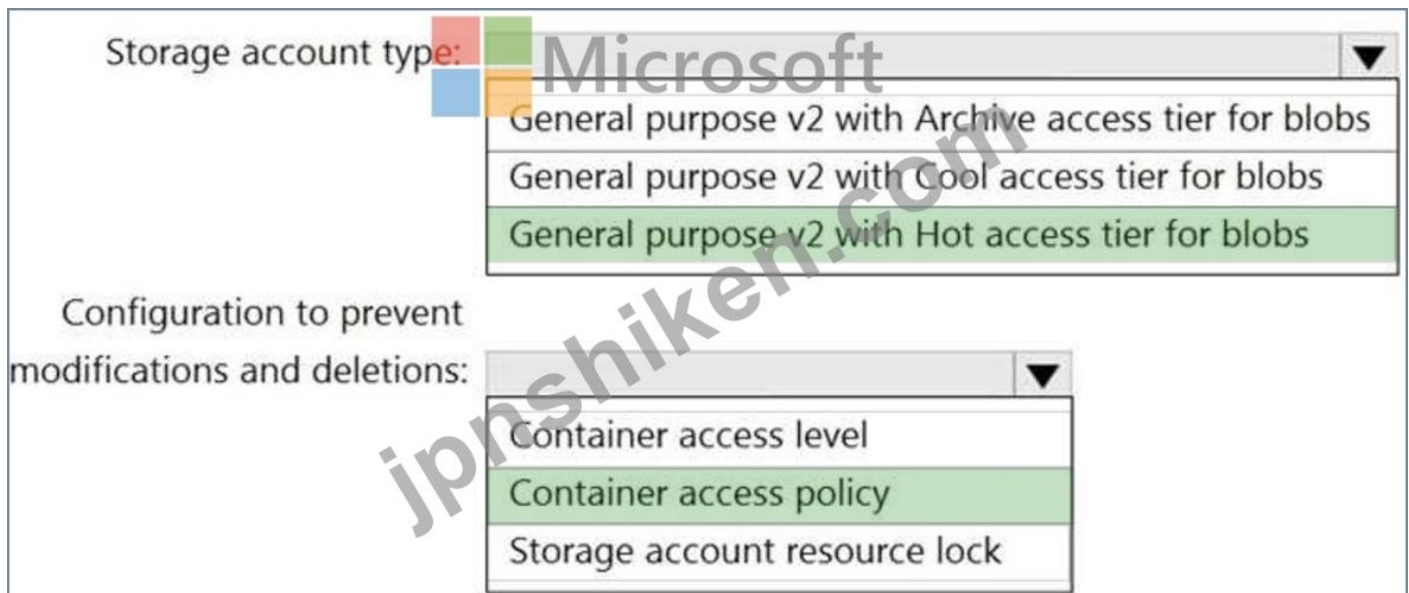 Storage account type:
Microsoft
General purpose v2 with Archive access tier for blobs
General purpose v2 with Cool access tier for blobs
General purpose v2 with Hot access tier for blobs
Configuration to prevent
modifications and deletions:
Container access level
Container access policy
Storage account resource lock
jpnshiken.com